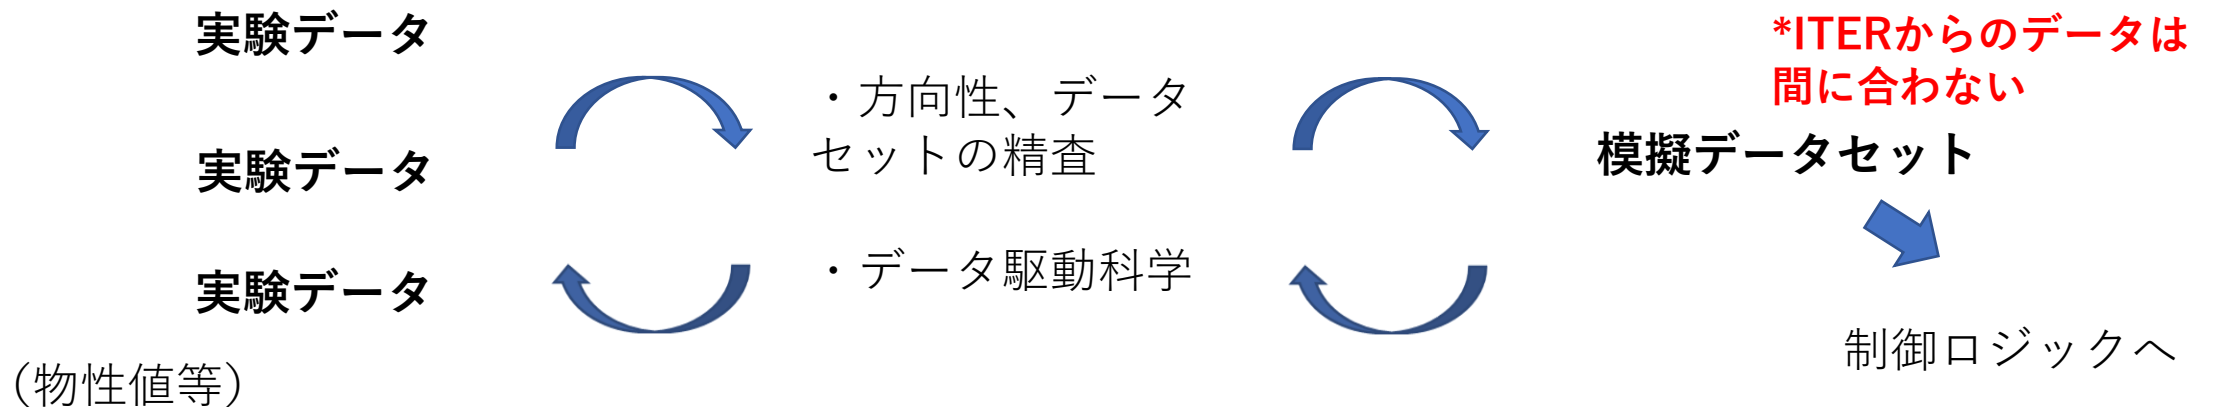 実験データ
実験データ
実験データ
（物性値等）
・方向性、データ
セットの精査
・データ駆動科学
*ITERからのデータは
間に合わない
模擬データセット
制御ロジックへ